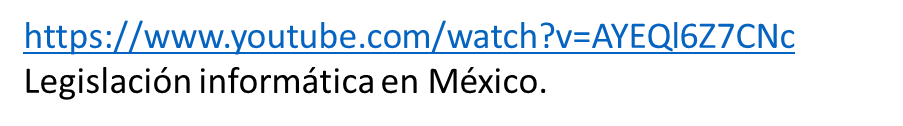 https://www.youtube.com/watch?v=AYEQl6Z7CNc
Legislación informática en México.